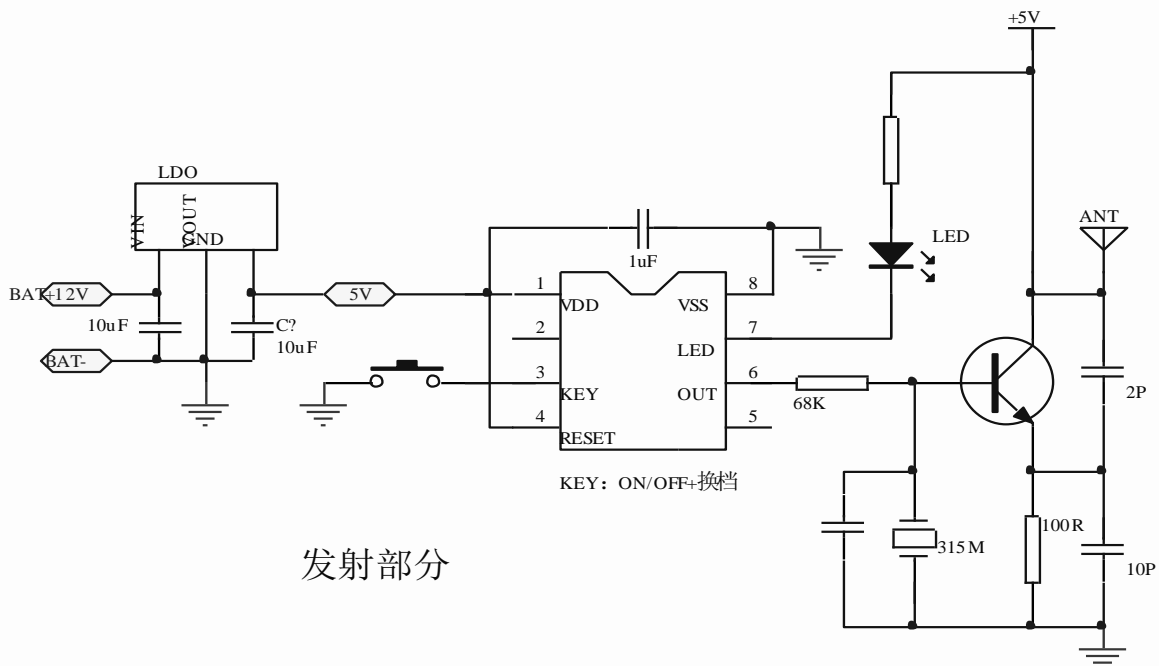 +5V
LDO
VIN
VOUT
GND
ANT
LED
1uF
BAT+12V
5V
1
VDD
VSS
8
10uF
C?
10uF
2
7
LED
BAT-
3
KEY
OUT
6
68K
2P
4
RESET
5
KEY：ON/OFF+换档
100R
315M
10P
发射部分